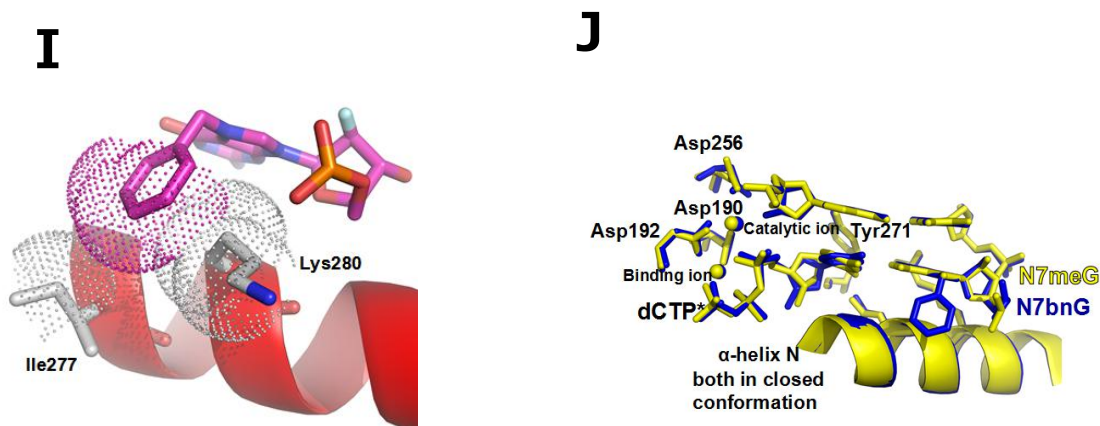 I
Lys280
Ile277
J
Asp256
Asp190
Catalytic ion
Tyr271
Asp192
Binding ion
dCTP*
N7meG
N7bnG
α-helix N
both in closed
conformation